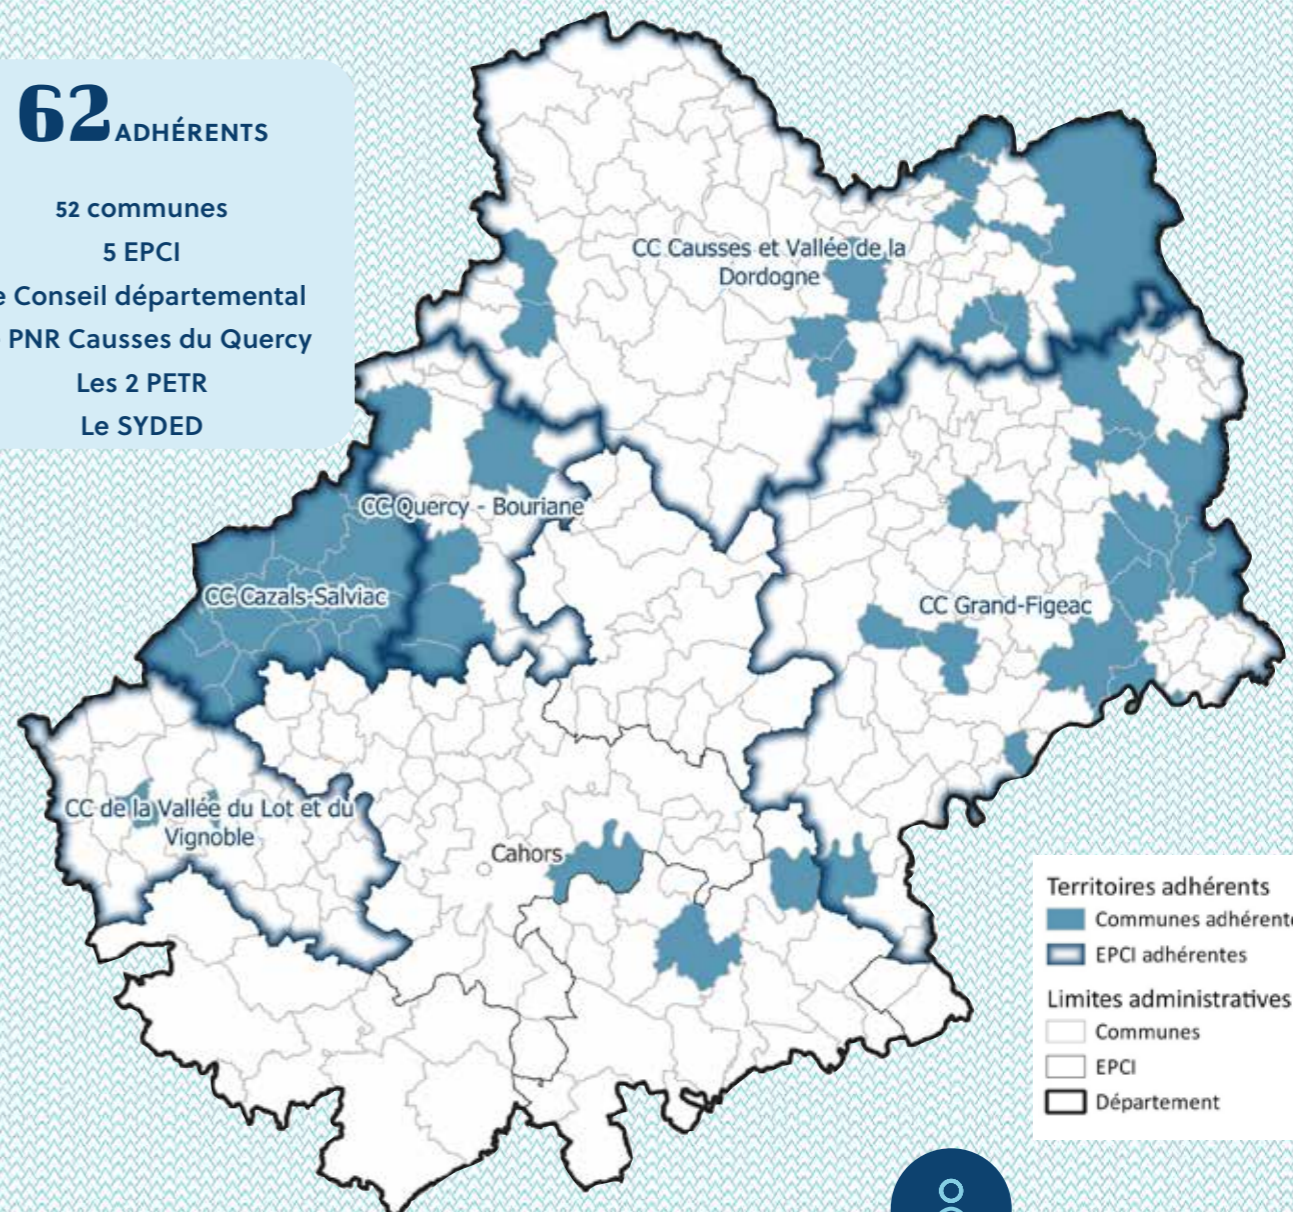 62 ADHÉRENTS
52 communes
5 EPCI
e Conseil départemental
PNR Causses du Quercy
Les 2 PETR
Le SYDED
CC Causses et Vallée de la
Dordogne
CC Quercy - Bouriane
CC Cazals-Salviac
CC Grand-Figeac
CC de la Vallée du Lot et du
Vignoble
Cahors
Territoires adhérents
Communes adhérente
EPCI adhérentes
Limites administratives
Communes
EPCI
Département